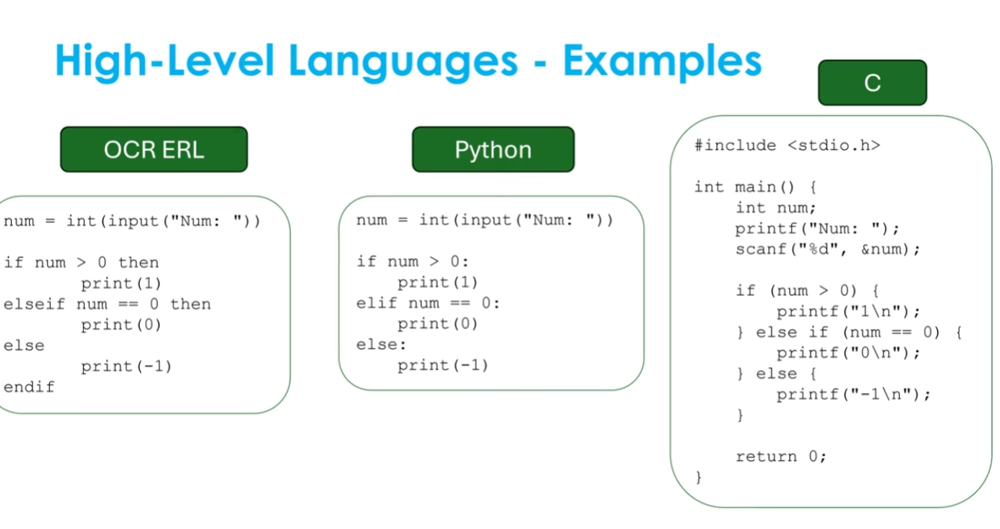 High-Level Languages - Examples
OCR ERL
num = int(input("Num: "))
if num > 0 then
print(1)
elseif num == 0 then
print(0)
else
print(-1)
endif
Python
num = int(input("Num: "))
if num > 0:
print(1)
elif num == 0:
print(0)
else:
print(-1)
C
#include <stdio.h>
int main() {
int num;
printf("Num: ");
scanf("%d", &num);
if (num > 0) {
printf("1\n");
} else if (num == 0) {
printf("0\n");
} else {
printf("-1\n");
}
return 0;
}